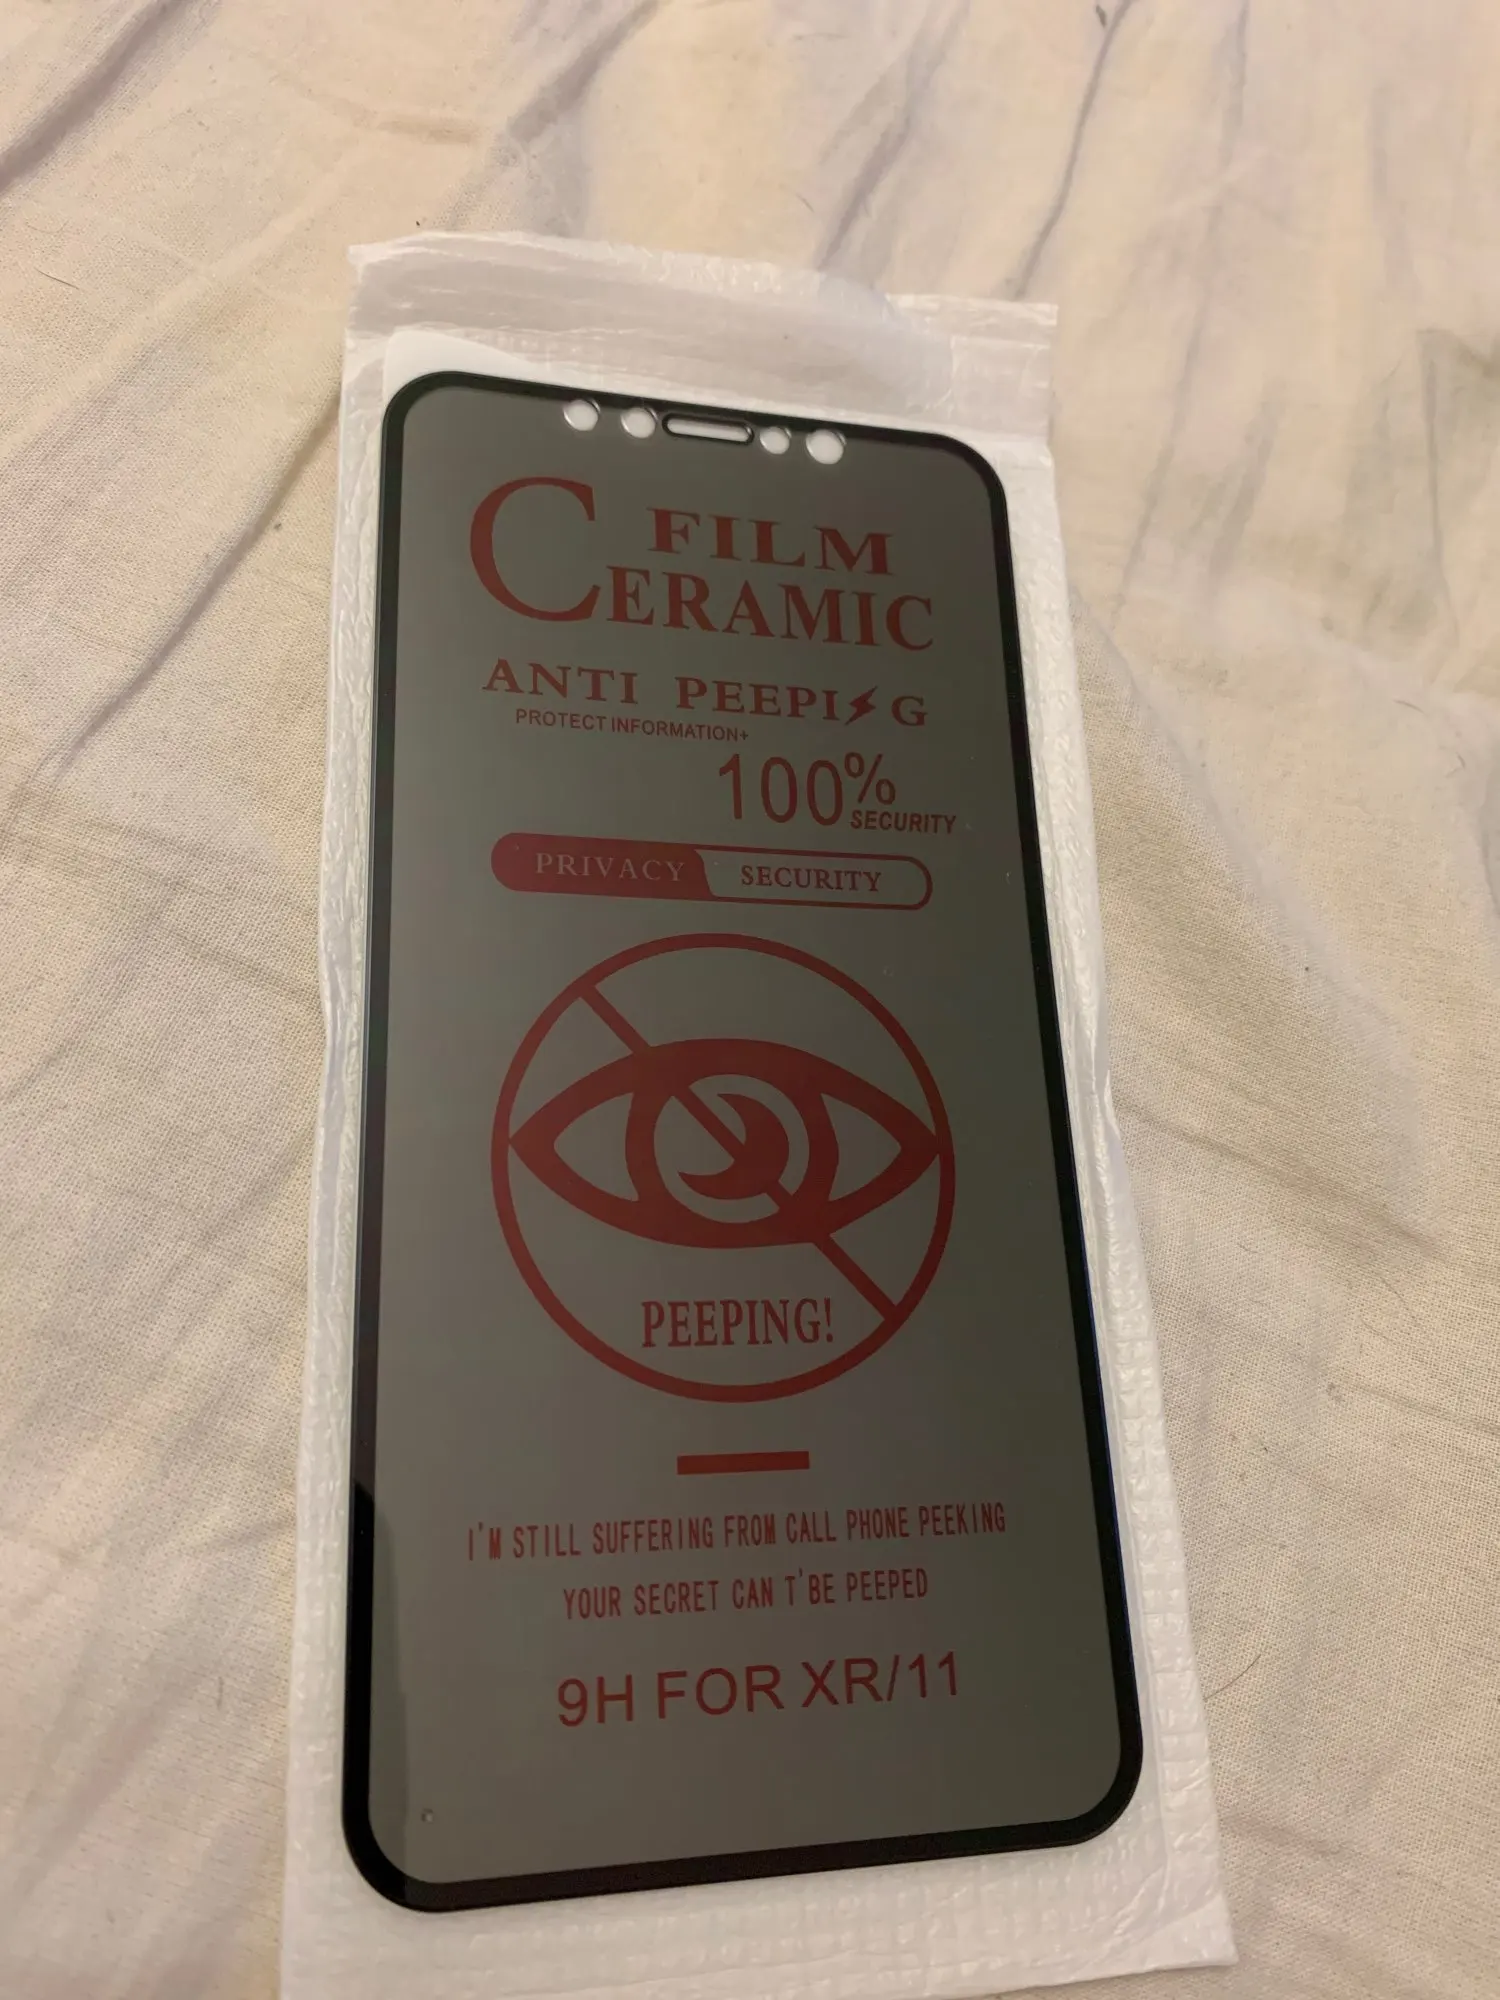 FILM
CERAMIC
ANTI PEEPI⚡G
PROTECT INFORMATION+
100%
SECURITY
PRIVACY SECURITY
PEEPING!
I'M STILL SUFFERING FROM CALL PHONE PEEKING
YOUR SECRET CAN T'BE PEEPED
9H FOR XR/11